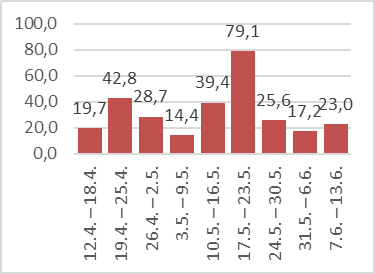 100,0
80,0
60,0
40,0
20,0
0,0
19,7
42,8
28,7
14,4
39,4
79,1
25,6
17,2
23,0
12.4. – 18.4.
19.4. – 25.4.
26.4. – 2.5.
3.5. – 9.5.
10.5. – 16.5.
17.5. – 23.5.
24.5. – 30.5.
31.5. – 6.6.
7.6. – 13.6.